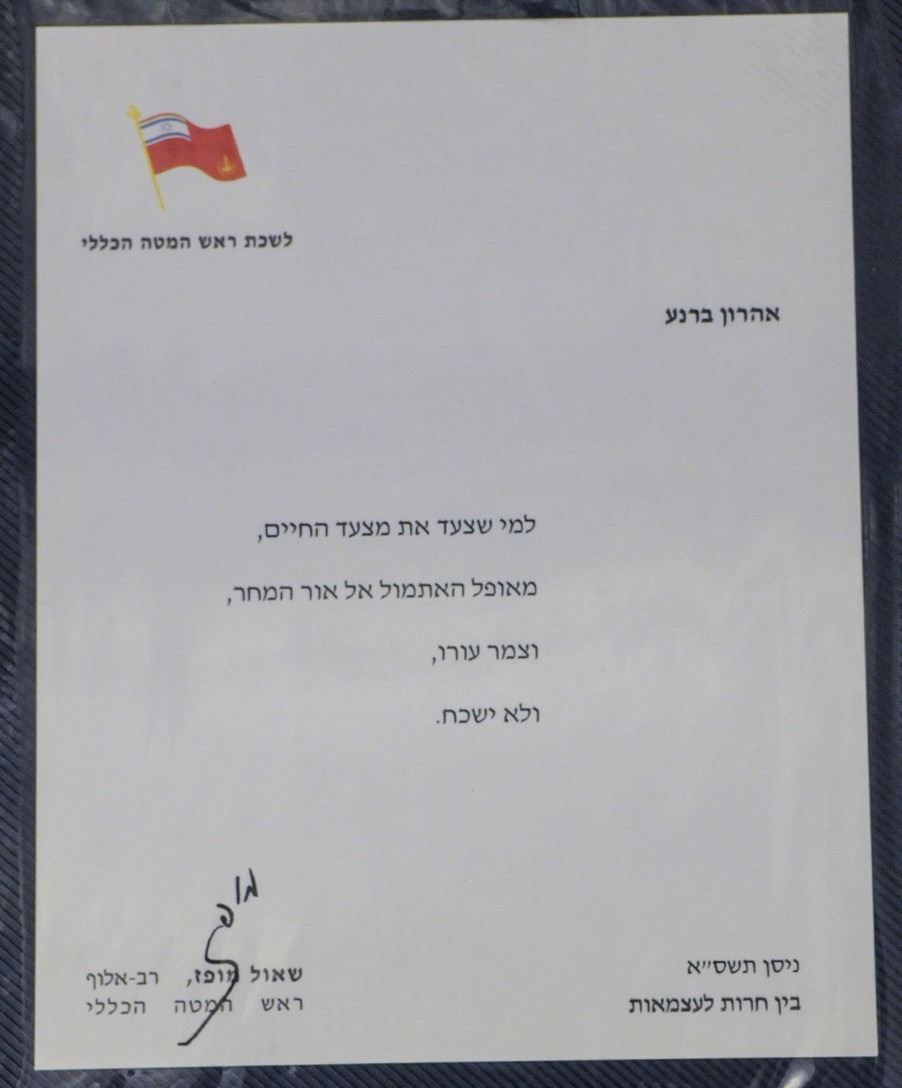 לשכת ראש המטה הכללי
אהרון ברנע
למי שצעד את מצעד החיים,
מאופל האתמול אל אור המחר,
וצמר עורו,
ולא ישכח.
מופז
שאול מופז, רב-אלוף
ראש המטה הכללי
ניסן תשס״א
בין חרות לעצמאות